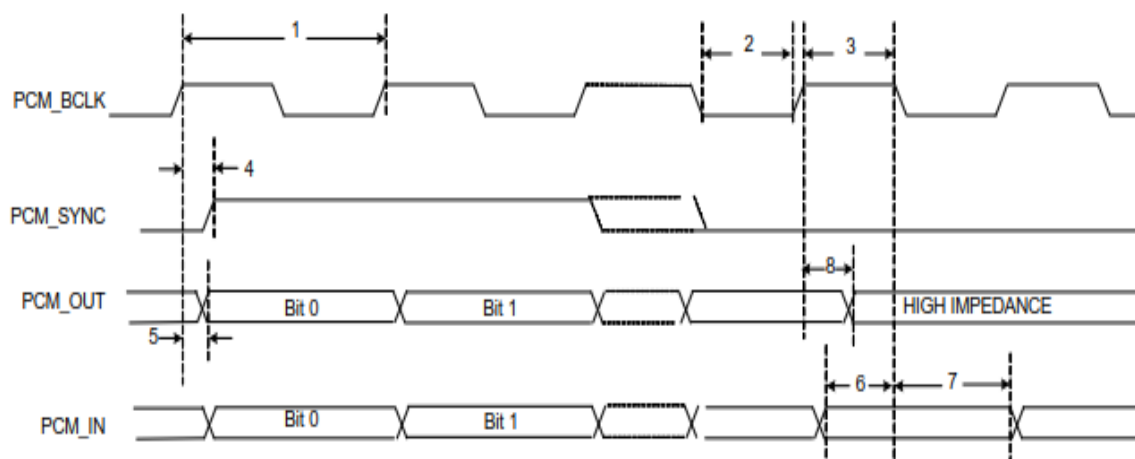 1
2
3
PCM_BCLK
4
PCM_SYNC
8
PCM_OUT
Bit 0
Bit 1
HIGH IMPEDANCE
5
6
7
PCM_IN
Bit 0
Bit 1